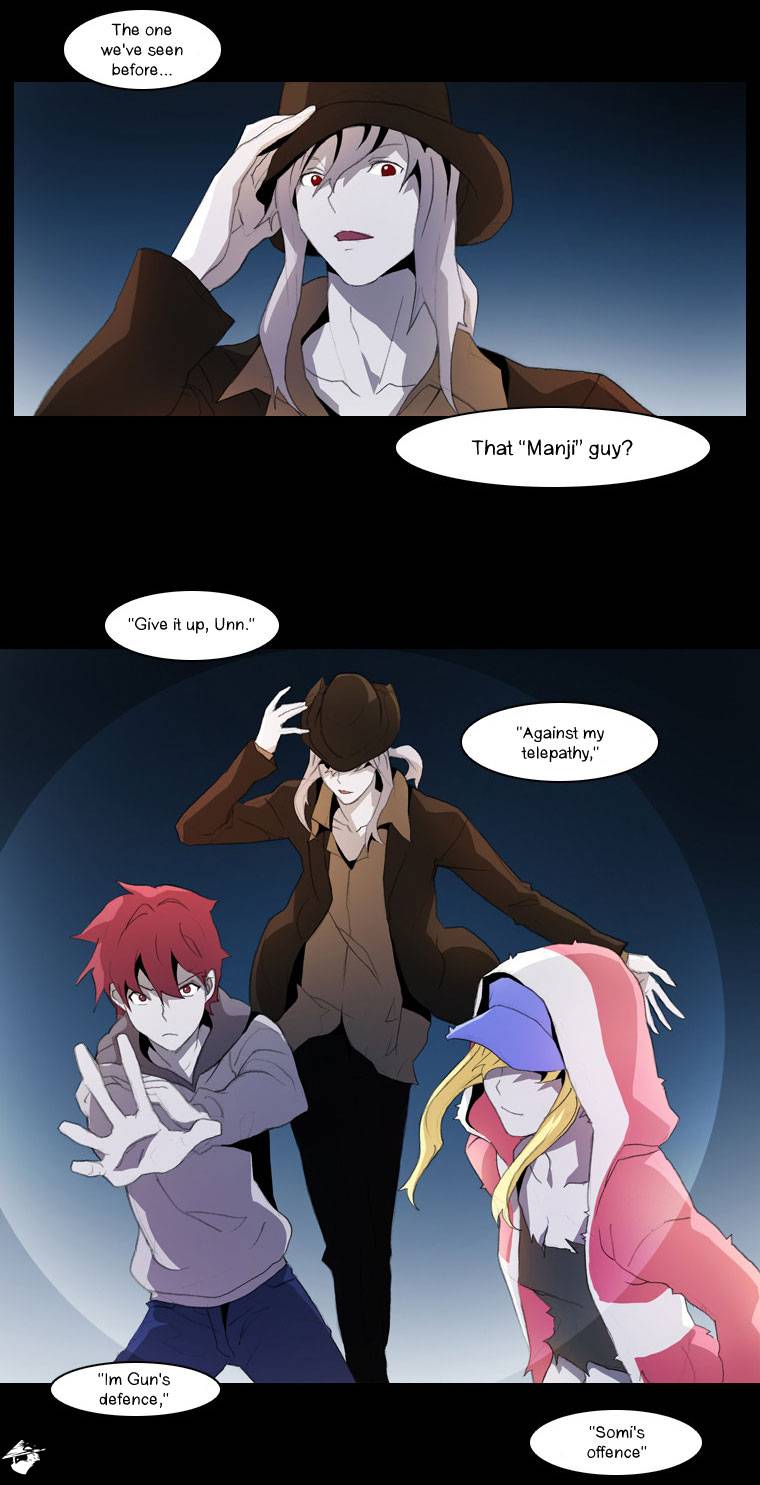 The one
we've seen
before...
That "Manji" guy?
"Give it up, Unn."
"Against my
telepathy,"
"Im Gun's
defence,"
"Somi's
offence"